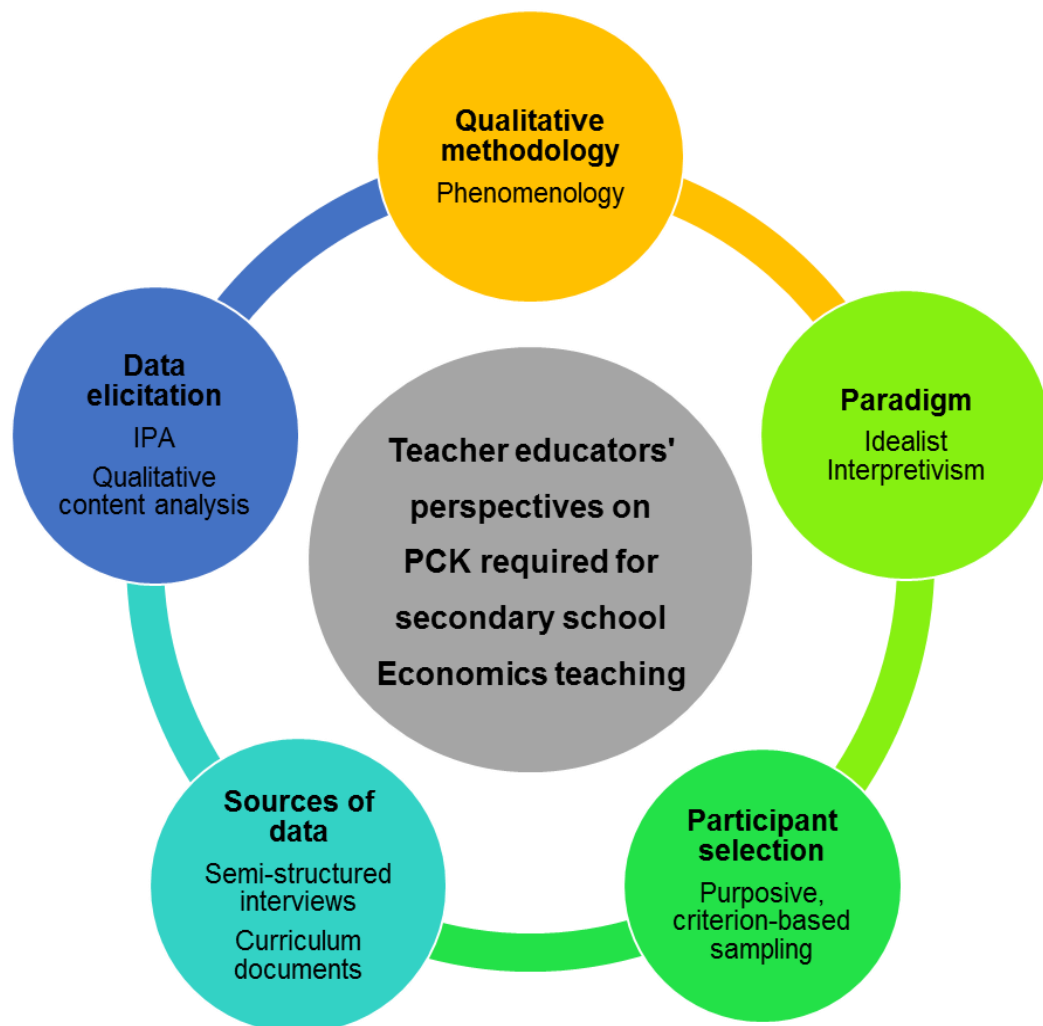 Qualitative
methodology
Phenomenology
Paradigm
Idealist
Interpretivism
Participant
selection
Purposive,
criterion-based
sampling
Sources of
data
Semi-structured
interviews
Curriculum
documents
Data
elicitation
IPA
Qualitative
content analysis
Teacher educators'
perspectives on
PCK required for
secondary school
Economics teaching